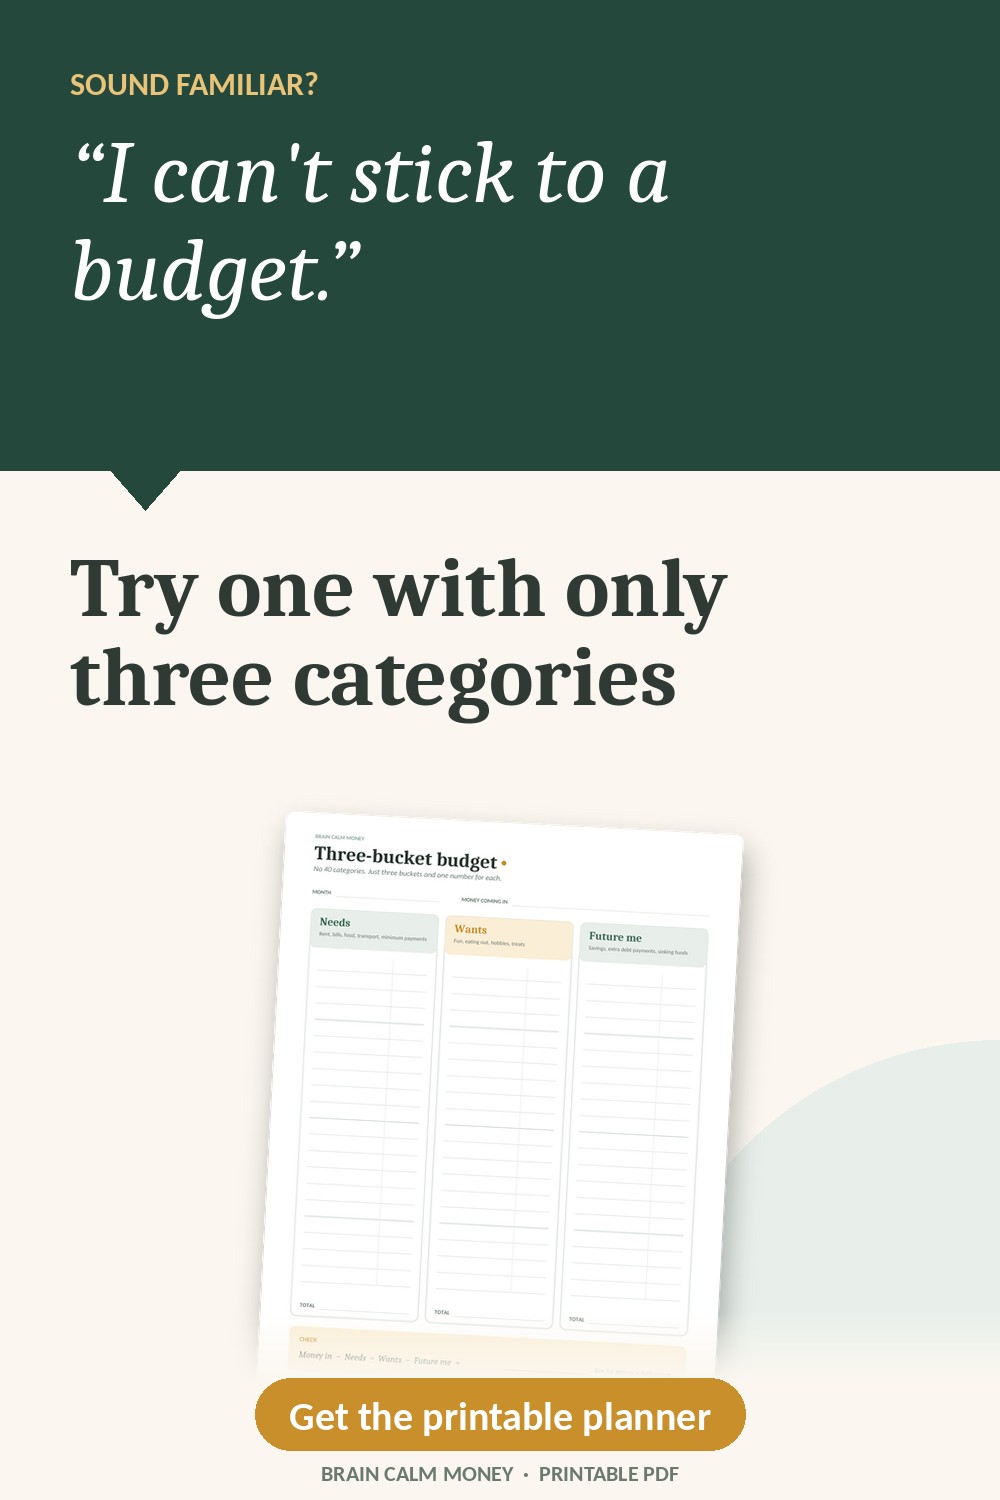 SOUND FAMILIAR?
“I can't stick to a
budget.”
Try one with only
three categories
BRAIN CALM MONEY
Three-bucket budget
No 40 categories. Just three buckets and one number for each.
MONTH
MONEY COMING IN
Needs
Rent, bills, food, transport, minimum payments
Wants
Fun, eating out, hobbies, treats
Future me
Savings, extra debt payments, sinking funds
TOTAL
TOTAL
TOTAL
CHECK
Money in − Needs − Wants − Future me =
Get the printable planner
BRAIN CALM MONEY · PRINTABLE PDF